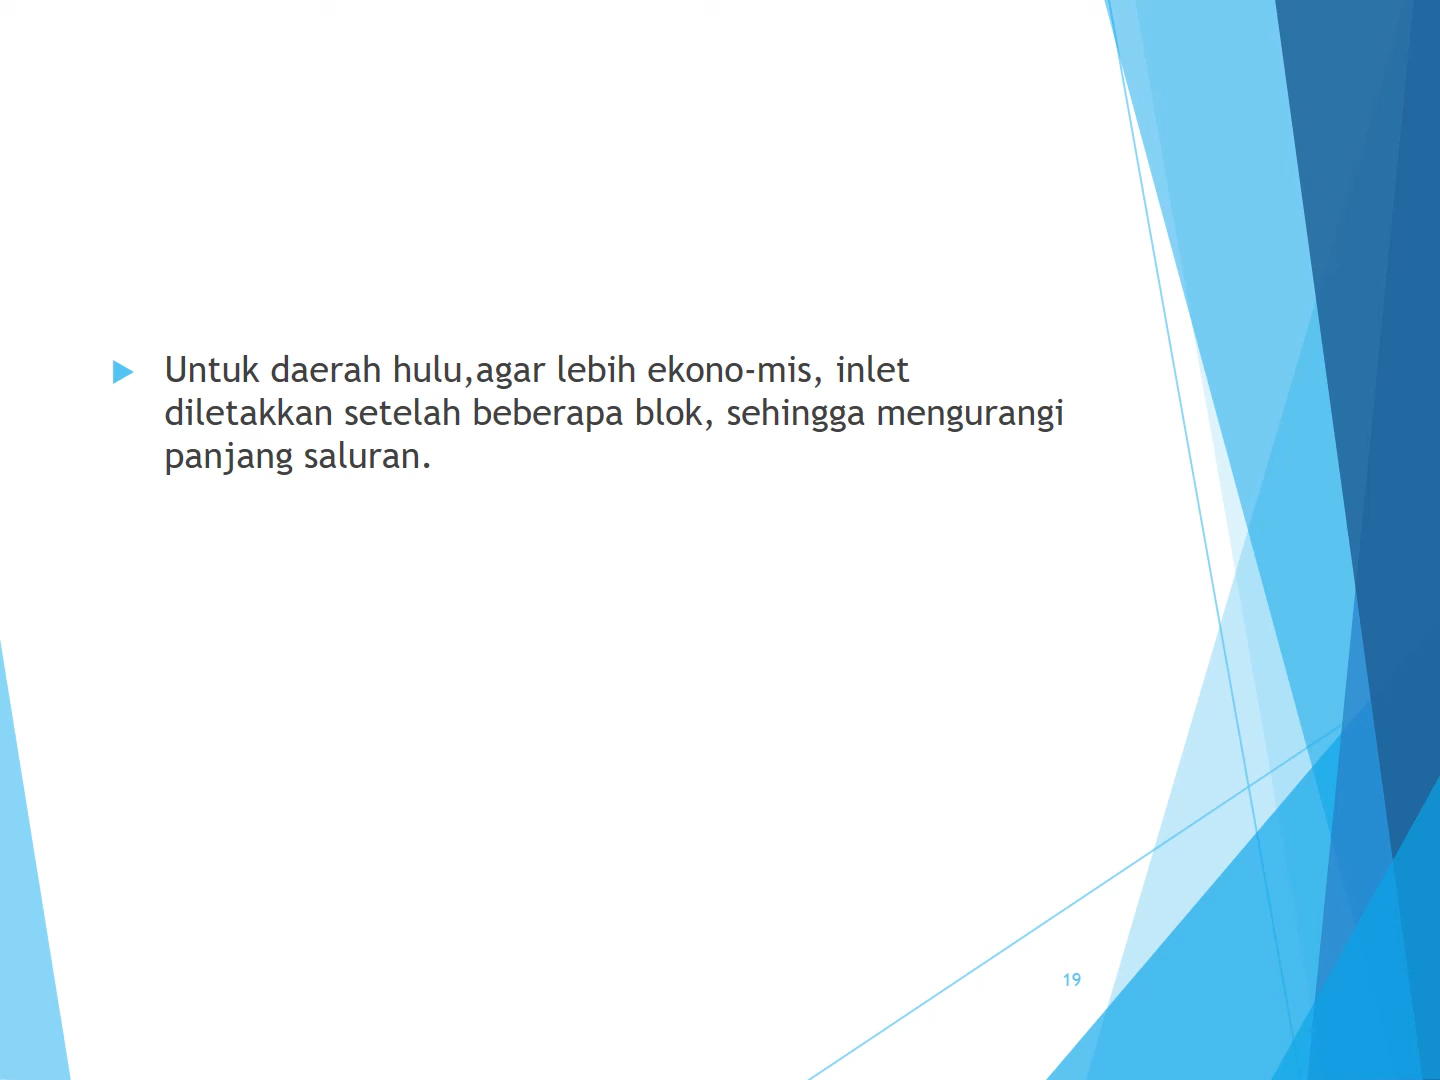 Untuk daerah hulu,agar lebih ekono-mis, inlet
diletakkan setelah beberapa blok, sehingga mengurangi
panjang saluran.
19